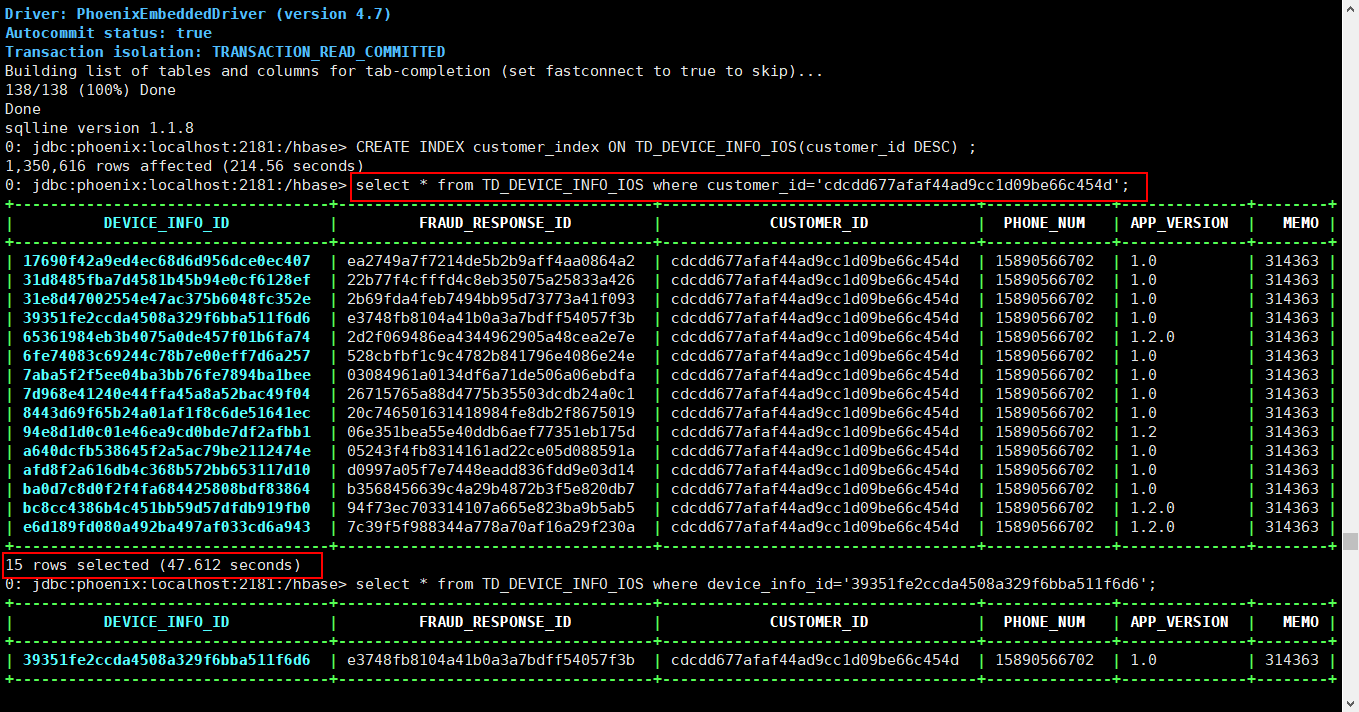 Driver: PhoenixEmbeddedDriver (version 4.7)
Autocommit status: true
Transaction isolation: TRANSACTION_READ_COMMITTED
Building list of tables and columns for tab-completion (set fastconnect to true to skip)...
138/138 (100%) Done
Done
sqlline version 1.1.8
0: jdbc:phoenix:localhost:2181:/hbase> CREATE INDEX customer_index ON TD_DEVICE_INFO_IOS(customer_id DESC) ;
1,350,616 rows affected (214.56 seconds)
0: jdbc:phoenix:localhost:2181:/hbase> select * from TD_DEVICE_INFO_IOS where customer_id='cdcdd677afaf44ad9cc1d09be66c454d';
| DEVICE_INFO_ID | FRAUD_RESPONSE_ID | CUSTOMER_ID | PHONE_NUM | APP_VERSION | MEMO |
| 17690f42a9ed4ec68d6d956dce0ec407 | ea2749a7f7214de5b2b9aff4aa0864a2 | cdcdd677afaf44ad9cc1d09be66c454d | 15890566702 | 1.0 | 314363 |
| 31d8485fba7d4581b45b94e0cf6128ef | 22b77f4cfffd4c8eb35075a25833a426 | cdcdd677afaf44ad9cc1d09be66c454d | 15890566702 | 1.0 | 314363 |
| 31e8d47002554e47ac375b6048fc352e | 2b69fda4feb7494bb95d73773a41f093 | cdcdd677afaf44ad9cc1d09be66c454d | 15890566702 | 1.0 | 314363 |
| 39351fe2ccda4508a329f6bba511f6d6 | e3748fb8104a41b0a3a7bdff54057f3b | cdcdd677afaf44ad9cc1d09be66c454d | 15890566702 | 1.0 | 314363 |
| 65361984eb3b4075a0de457f01b6fa74 | 2d2f069486ea4344962905a48cea2e7e | cdcdd677afaf44ad9cc1d09be66c454d | 15890566702 | 1.2.0 | 314363 |
| 6fe74083c69244c78b7e00eff7d6a257 | 528cbfbf1c9c4782b841796e4086e24e | cdcdd677afaf44ad9cc1d09be66c454d | 15890566702 | 1.0 | 314363 |
| 7aba5f2f5ee04ba3bb76fe7894ba1bee | 03084961a0134df6a71de506a06ebdfa | cdcdd677afaf44ad9cc1d09be66c454d | 15890566702 | 1.0 | 314363 |
| 7d968e41240e44ffa45a8a52bac49f04 | 26715765a88d4775b35503dcdb24a0c1 | cdcdd677afaf44ad9cc1d09be66c454d | 15890566702 | 1.0 | 314363 |
| 8443d69f65b24a01af1f8c6de51641ec | 20c746501631418984fe8db2f8675019 | cdcdd677afaf44ad9cc1d09be66c454d | 15890566702 | 1.0 | 314363 |
| 94e8d1d0c01e46ea9cd0bde7df2afbb1 | 06e351bea55e40ddb6aef77351eb175d | cdcdd677afaf44ad9cc1d09be66c454d | 15890566702 | 1.2 | 314363 |
| a640dcfb538645f2a5ac79be2112474e | 05243f4fb8314161ad22ce05d088591a | cdcdd677afaf44ad9cc1d09be66c454d | 15890566702 | 1.0 | 314363 |
| afd8f2a616db4c368b572bb653117d10 | d0997a05f7e7448eadd836fdd9e03d14 | cdcdd677afaf44ad9cc1d09be66c454d | 15890566702 | 1.0 | 314363 |
| ba0d7c8d0f2f4fa684425808bdf83864 | b3568456639c4a29b4872b3f5e820db7 | cdcdd677afaf44ad9cc1d09be66c454d | 15890566702 | 1.0 | 314363 |
| bc8cc4386b4c451bb59d57dfdb919fb0 | 94f73ec703314107a665e823ba9b5ab5 | cdcdd677afaf44ad9cc1d09be66c454d | 15890566702 | 1.2.0 | 314363 |
| e6d189fd080a492ba497af033cd6a943 | 7c39f5f988344a778a70af16a29f230a | cdcdd677afaf44ad9cc1d09be66c454d | 15890566702 | 1.2.0 | 314363 |
15 rows selected (47.612 seconds)
0: jdbc:phoenix:localhost:2181:/hbase> select * from TD_DEVICE_INFO_IOS where device_info_id='39351fe2ccda4508a329f6bba511f6d6';
| DEVICE_INFO_ID | FRAUD_RESPONSE_ID | CUSTOMER_ID | PHONE_NUM | APP_VERSION | MEMO |
| 39351fe2ccda4508a329f6bba511f6d6 | e3748fb8104a41b0a3a7bdff54057f3b | cdcdd677afaf44ad9cc1d09be66c454d | 15890566702 | 1.0 | 314363 |